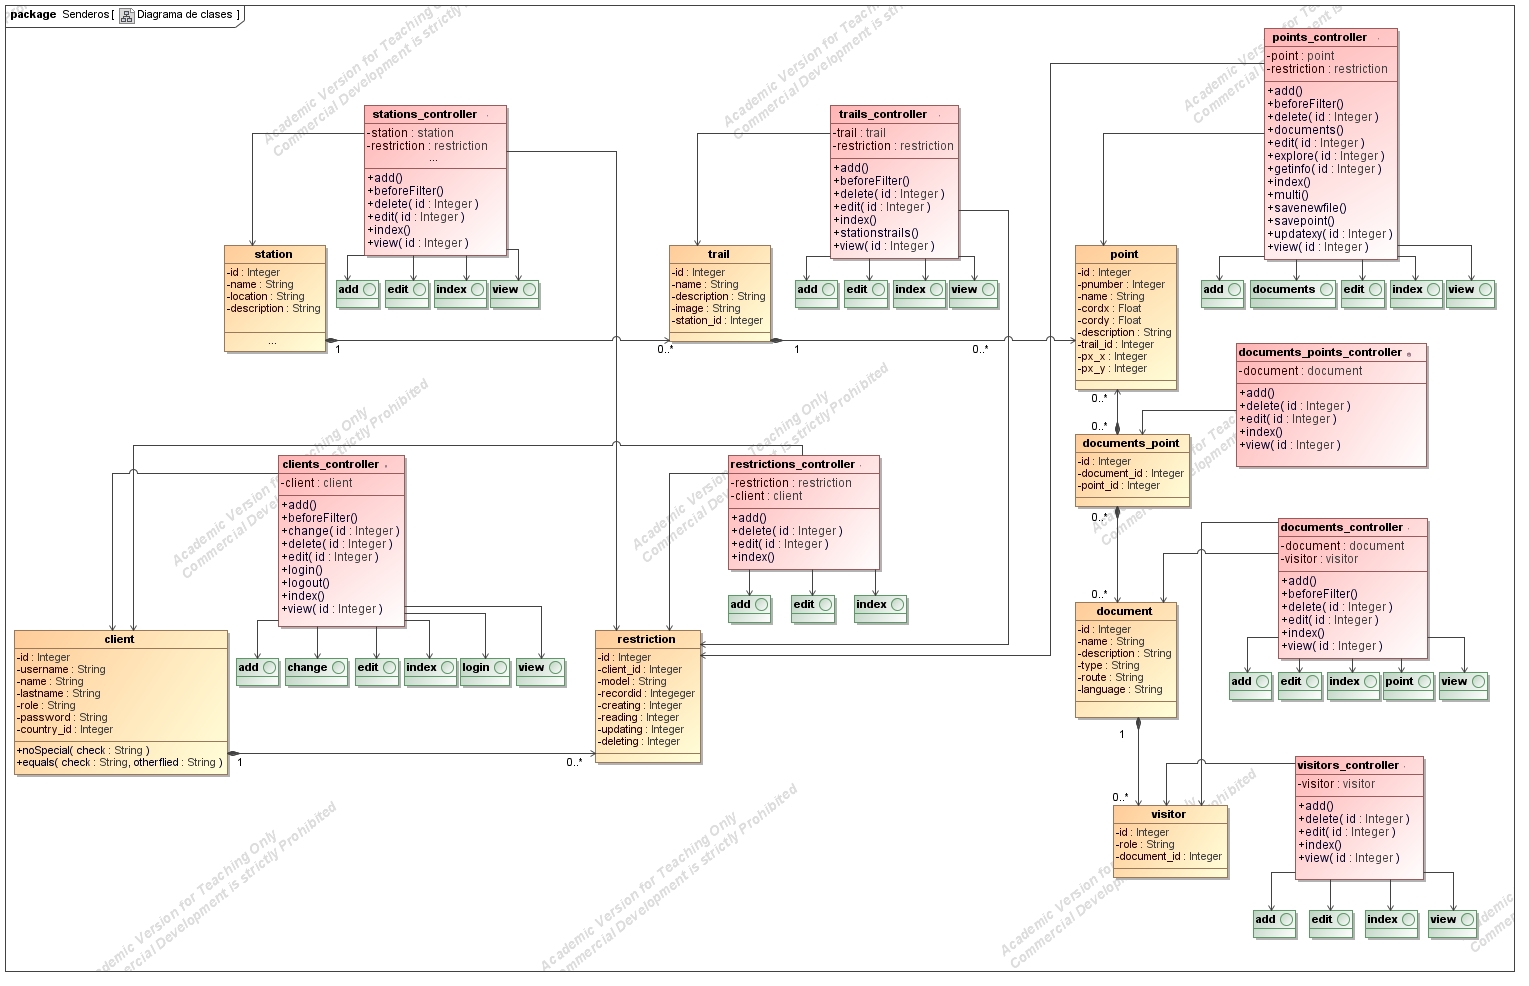 package Senderos [ Diagrama de clases ]
stations_controller
-station : station
-restriction : restriction
...
+add()
+beforeFilter()
+delete( id : Integer )
+edit( id : Integer )
+index()
+view( id : Integer )
add
edit
index
view
station
-id : Integer
-name : String
-location : String
-description : String
...
1
0..*
trails_controller
-trail : trail
-restriction : restriction
+add()
+beforeFilter()
+delete( id : Integer )
+edit( id : Integer )
+index()
+stationstrails()
+view( id : Integer )
add
edit
index
view
trail
-id : Integer
-name : String
-description : String
-image : String
-station_id : Integer
1
0..*
points_controller
-point : point
-restriction : restriction
+add()
+beforeFilter()
+delete( id : Integer )
+documents()
+edit( id : Integer )
+explore( id : Integer )
+getinfo( id : Integer )
+index()
+multi()
+savenewfile()
+savepoint()
+updatexy( id : Integer )
+view( id : Integer )
add
documents
edit
index
view
point
-id : Integer
-pnumber : Integer
-name : String
-cordx : Float
-cordy : Float
-description : String
-trail_id : Integer
-px_x : Integer
-px_y : Integer
0..*
0..*
documents_points_controller
-document : document
+add()
+delete( id : Integer )
+edit( id : Integer )
+index()
+view( id : Integer )
documents_point
-id : Integer
-document_id : Integer
-point_id : Integer
0..*
0..*
clients_controller
-client : client
+add()
+beforeFilter()
+change( id : Integer )
+delete( id : Integer )
+edit( id : Integer )
+login()
+logout()
+index()
+view( id : Integer )
add
change
edit
index
login
view
restrictions_controller
-restriction : restriction
-client : client
+add()
+delete( id : Integer )
+edit( id : Integer )
+index()
add
edit
index
documents_controller
-document : document
-visitor : visitor
+add()
+beforeFilter()
+delete( id : Integer )
+edit( id : Integer )
+index()
+view( id : Integer )
add
edit
index
point
view
document
-id : Integer
-name : String
-description : String
-type : String
-route : String
-language : String
1
0..*
client
-id : Integer
-username : String
-name : String
-lastname : String
-role : String
-password : String
-country_id : Integer
+noSpecial( check : String )
+equals( check : String, otherflied : String )
1
0..*
restriction
-id : Integer
-client_id : Integer
-model : String
-recordid : Integeger
-creating : Integer
-reading : Integer
-updating : Integer
-deleting : Integer
visitors_controller
-visitor : visitor
+add()
+delete( id : Integer )
+edit( id : Integer )
+index()
+view( id : Integer )
add
edit
index
view
visitor
-id : Integer
-role : String
-document_id : Integer
Academic Version for Teaching Only
Commercial Development is strictly Prohibited